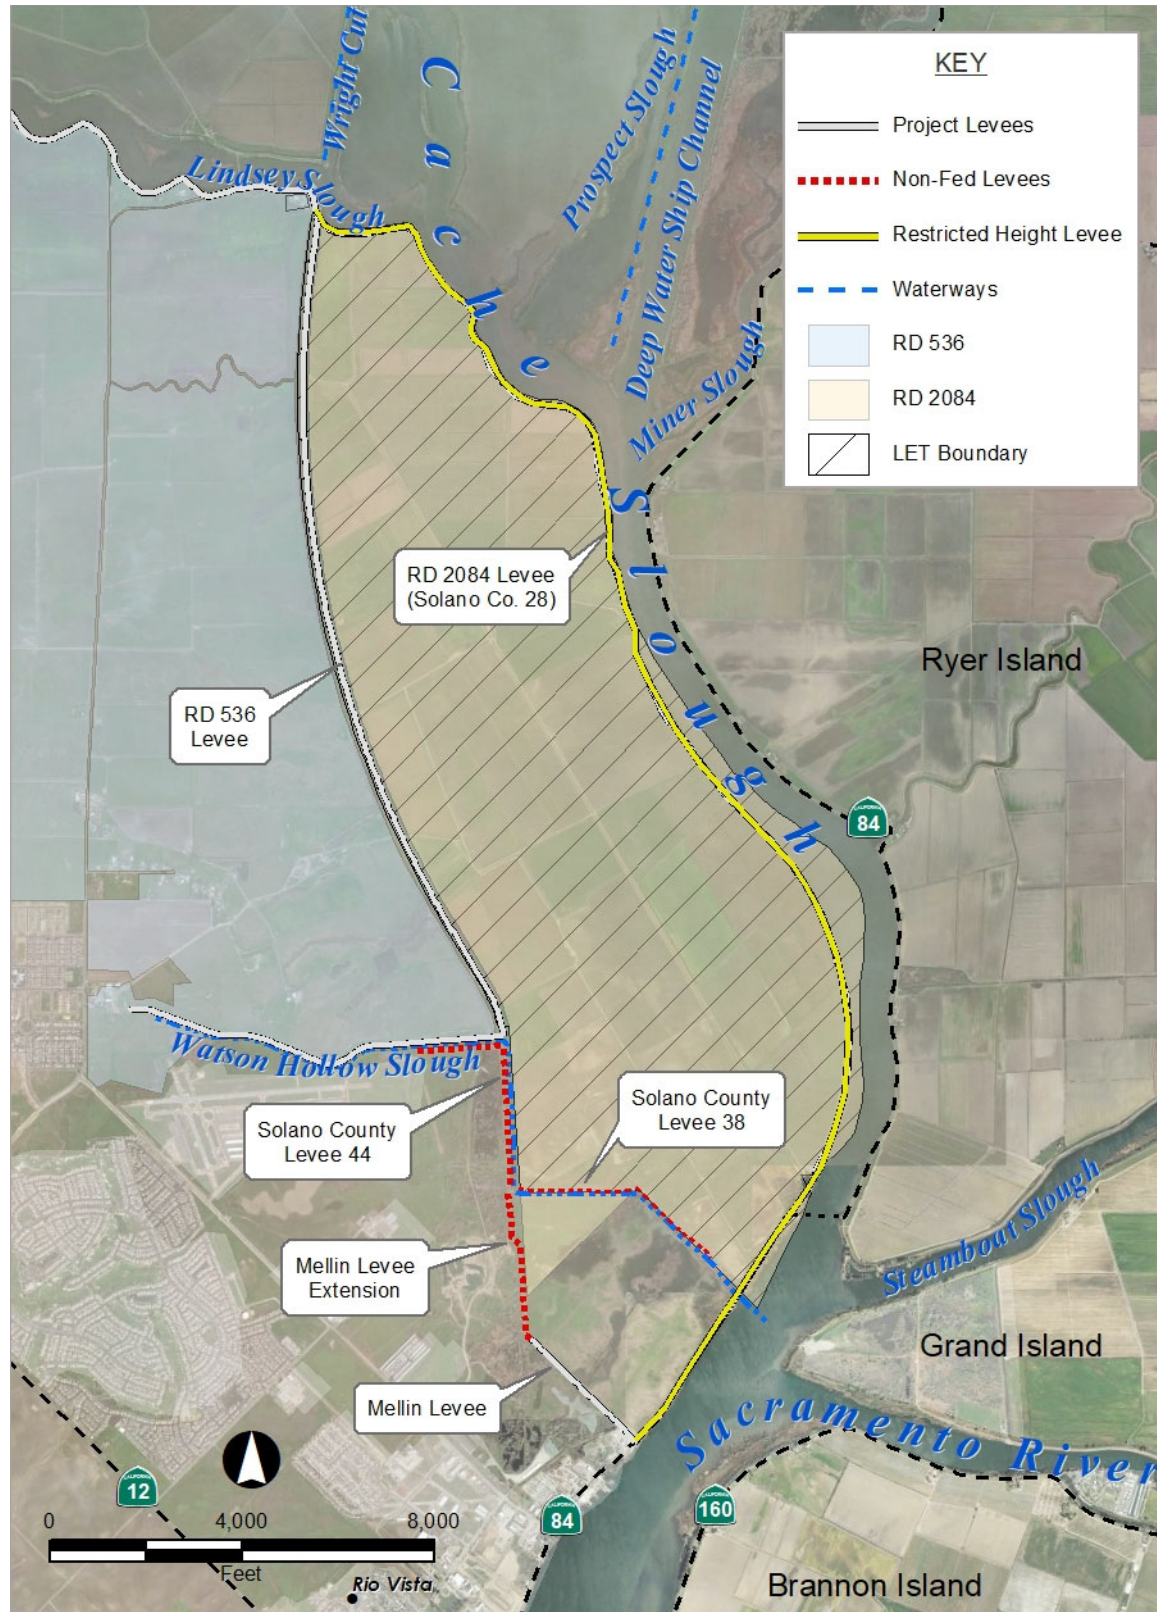 Wright Cut
Cache Slough
Prospect Slough
Deep Water Ship Channel
Lindsey Slough
Miner Slough
KEY
Project Levees
Non-Fed Levees
Restricted Height Levee
Waterways
RD 536
RD 2084
LET Boundary
RD 2084 Levee
(Solano Co. 28)
Ryer Island
RD 536
Levee
CALIFORNIA
84
Watson Hollow Slough
Solano County
Levee 38
Solano County
Levee 44
Steamboat Slough
Mellin Levee
Extension
Grand Island
Mellin Levee
Sacramento River
CALIFORNIA
12
CALIFORNIA
84
CALIFORNIA
160
0 4,000 8,000
Feet
Rio Vista
Brannon Island